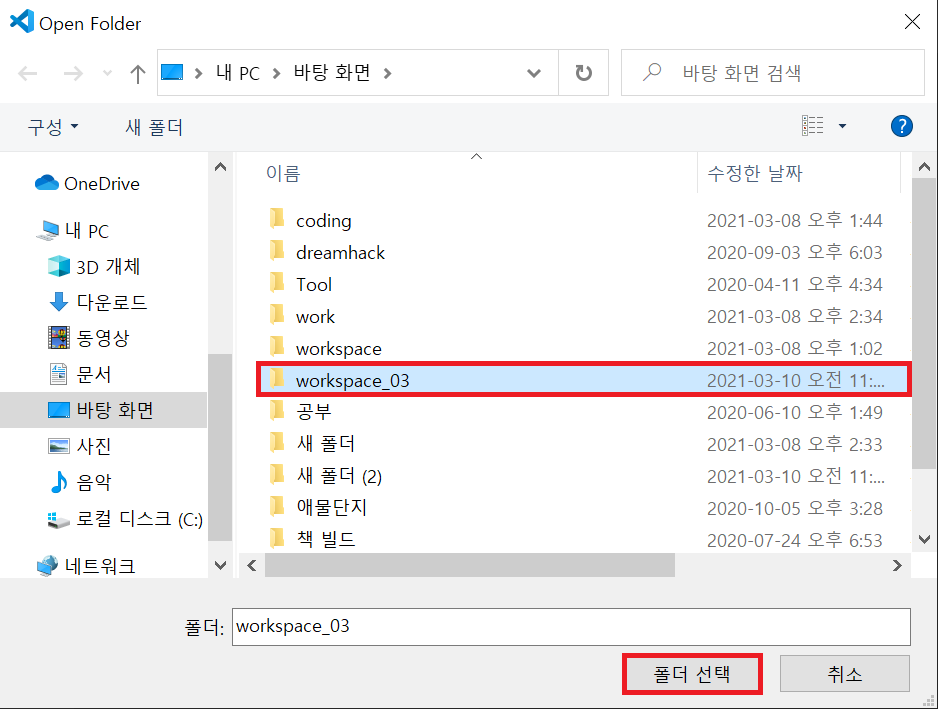 Open Folder
내 PC 바탕 화면 바탕 화면 검색
구성 새 폴더
OneDrive
내 PC
3D 개체
다운로드
동영상
문서
바탕 화면
사진
음악
로컬 디스크 (C:)
네트워크
이름 수정한 날짜
coding 2021-03-08 오후 1:44
dreamhack 2020-09-03 오후 6:03
Tool 2020-04-11 오후 4:34
work 2021-03-08 오후 2:34
workspace 2021-03-08 오후 1:02
workspace_03 2021-03-10 오전 11:...
공부 2020-06-10 오후 1:49
새 폴더 2021-03-08 오후 2:33
새 폴더 (2) 2021-03-10 오전 11:...
애물단지 2020-10-05 오후 3:28
책 빌드 2020-07-24 오후 6:53
폴더: workspace_03
폴더 선택 취소